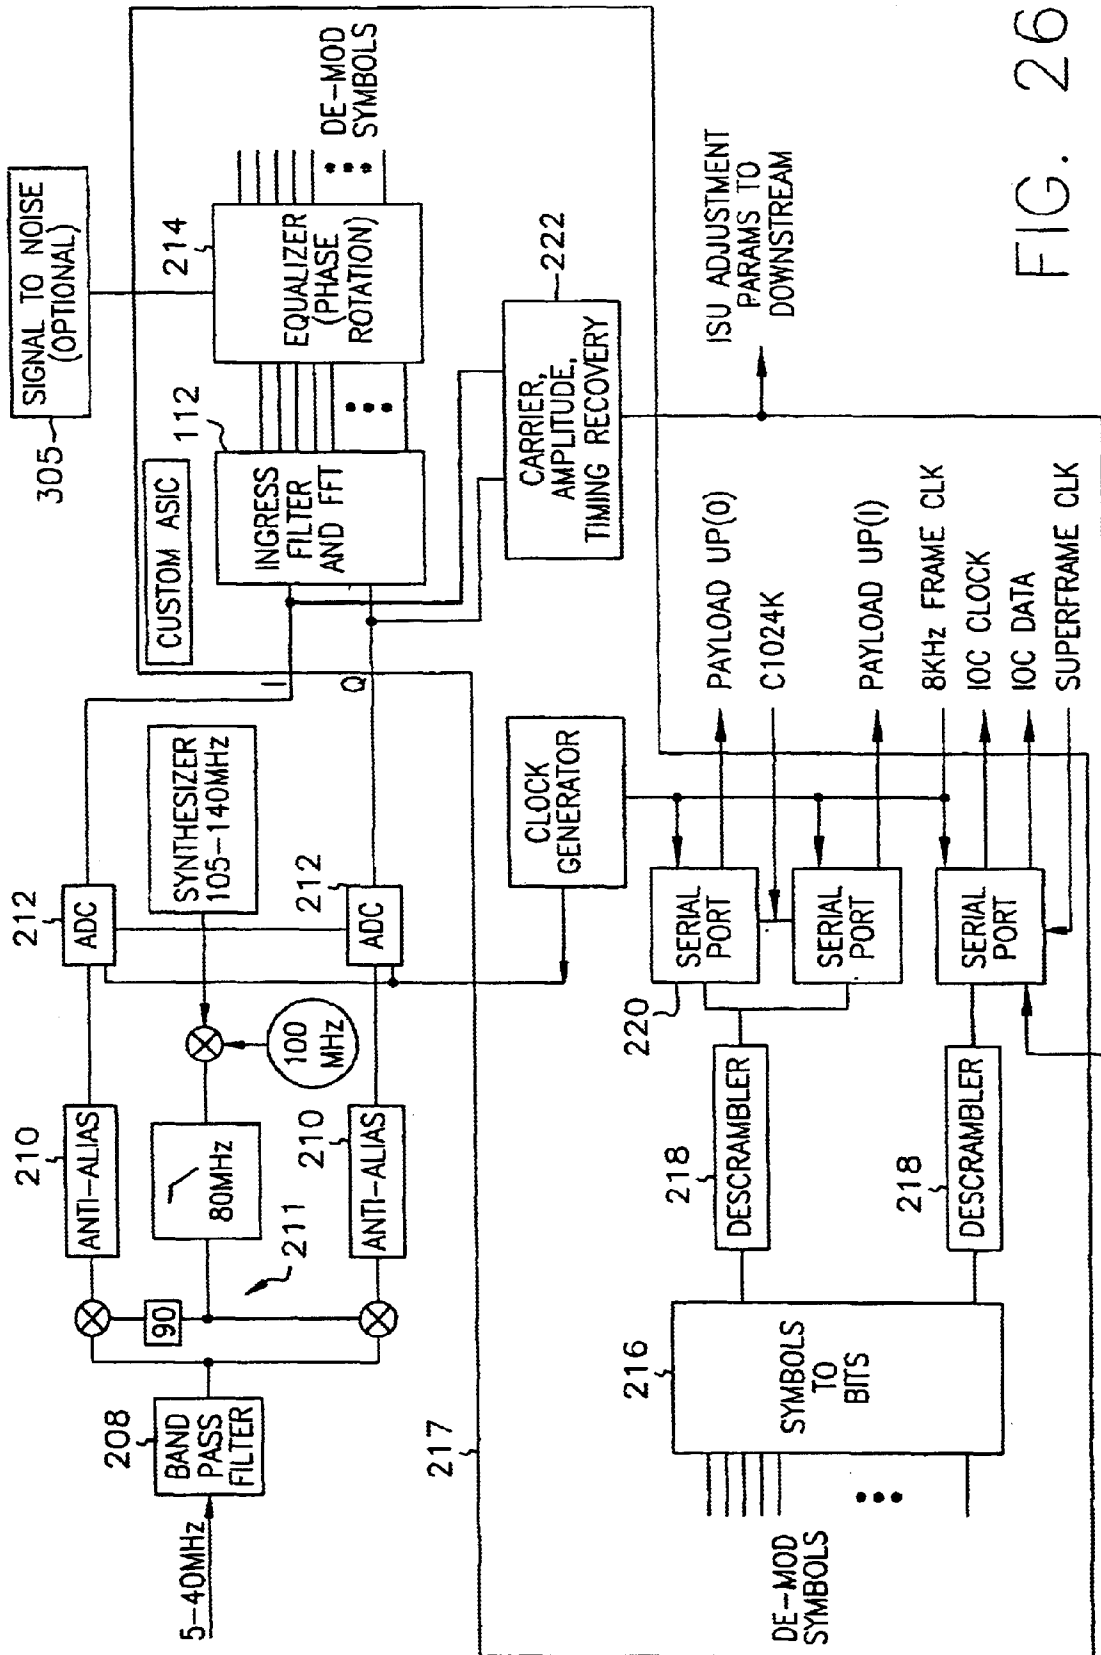 5-40MHz
208
BAND
PASS
FILTER
90
211
210
ANTI-ALIAS
80MHz
210
ANTI-ALIAS
100
MHz
212
ADC
212
ADC
SYNTHESIZER
105-140MHz
I
Q
CUSTOM ASIC
305
SIGNAL TO NOISE
(OPTIONAL)
112
INGRESS
FILTER
AND FFT
214
EQUALIZER
(PHASE
ROTATION)
DE-MOD
SYMBOLS
222
CARRIER,
AMPLITUDE,
TIMING RECOVERY
CLOCK
GENERATOR
217
DE-MOD
SYMBOLS
216
SYMBOLS
TO
BITS
218
DESCRAMBLER
218
DESCRAMBLER
220
SERIAL
PORT
SERIAL
PORT
SERIAL
PORT
PAYLOAD UP(0)
C1024K
PAYLOAD UP(1)
8KHz FRAME CLK
IOC CLOCK
IOC DATA
SUPERFRAME CLK
ISU ADJUSTMENT
PARAMS TO
DOWNSTREAM
FIG. 26